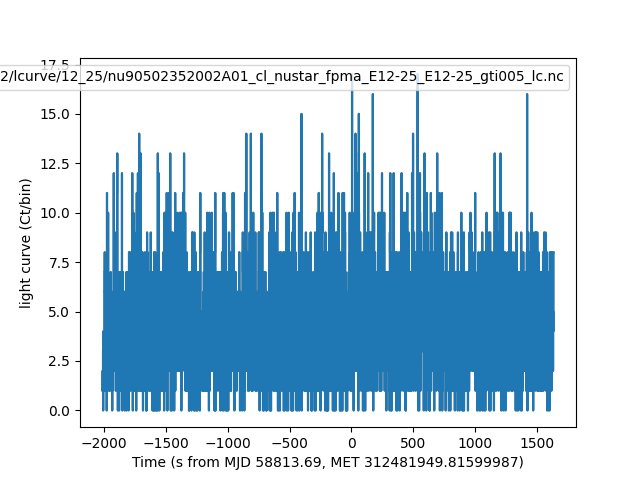 2/lcurve/12_25/nu90502352002A01_cl_nustar_fpma_E12-25_E12-25_gti005_lc.nc
17.5
15.0
12.5
10.0
7.5
5.0
2.5
0.0
light curve (Ct/bin)
−2000 −1500 −1000 −500 0 500 1000 1500
Time (s from MJD 58813.69, MET 312481949.81599987)